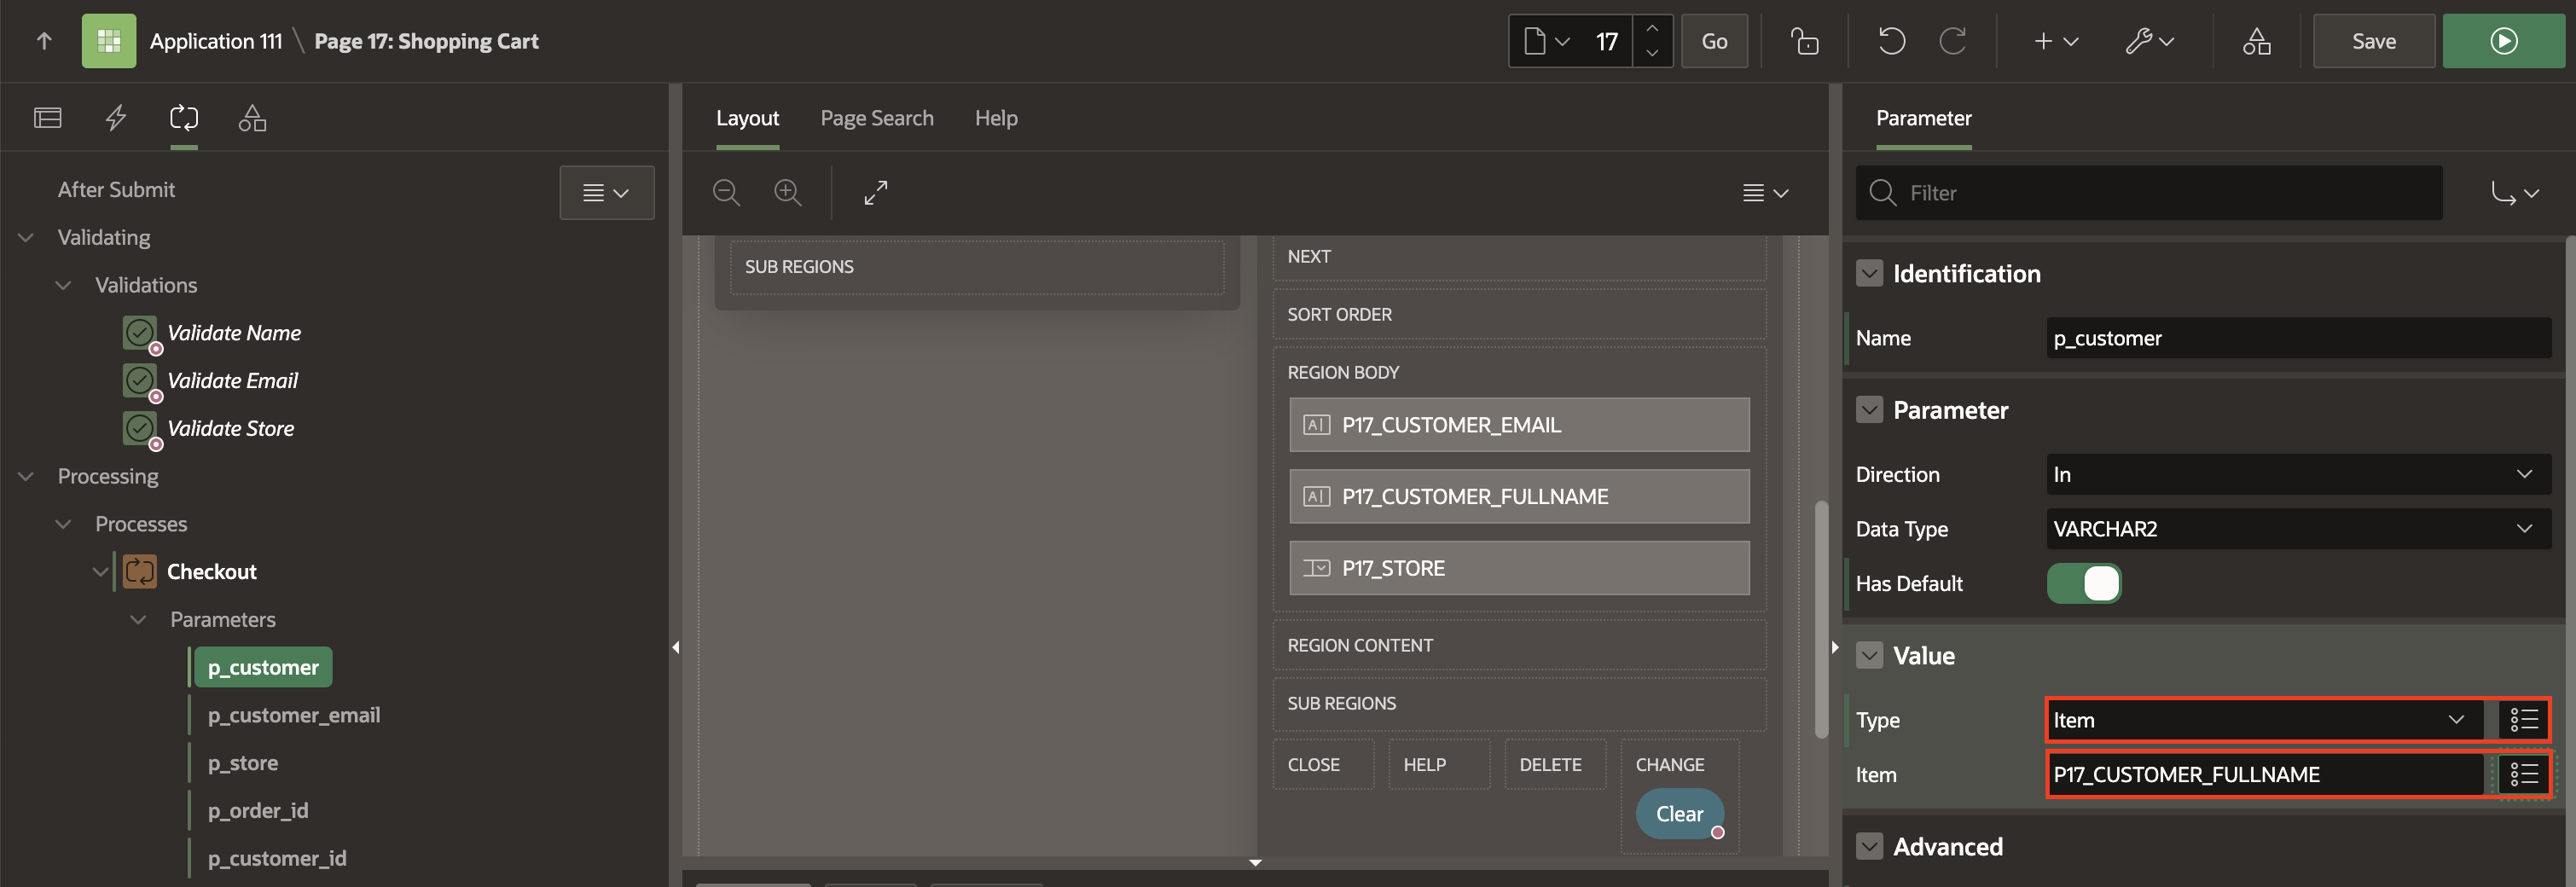 Application 111 \ Page 17: Shopping Cart
17
Go
Save
After Submit
Validating
Validations
Validate Name
Validate Email
Validate Store
Processing
Processes
Checkout
Parameters
p_customer
p_customer_email
p_store
p_order_id
p_customer_id
Layout
Page Search
Help
SUB REGIONS
NEXT
SORT ORDER
REGION BODY
P17_CUSTOMER_EMAIL
P17_CUSTOMER_FULLNAME
P17_STORE
REGION CONTENT
SUB REGIONS
CLOSE
HELP
DELETE
CHANGE
Clear
Parameter
Filter
Identification
Name
p_customer
Parameter
Direction
In
Data Type
VARCHAR2
Has Default
Value
Type
Item
Item
P17_CUSTOMER_FULLNAME
Advanced